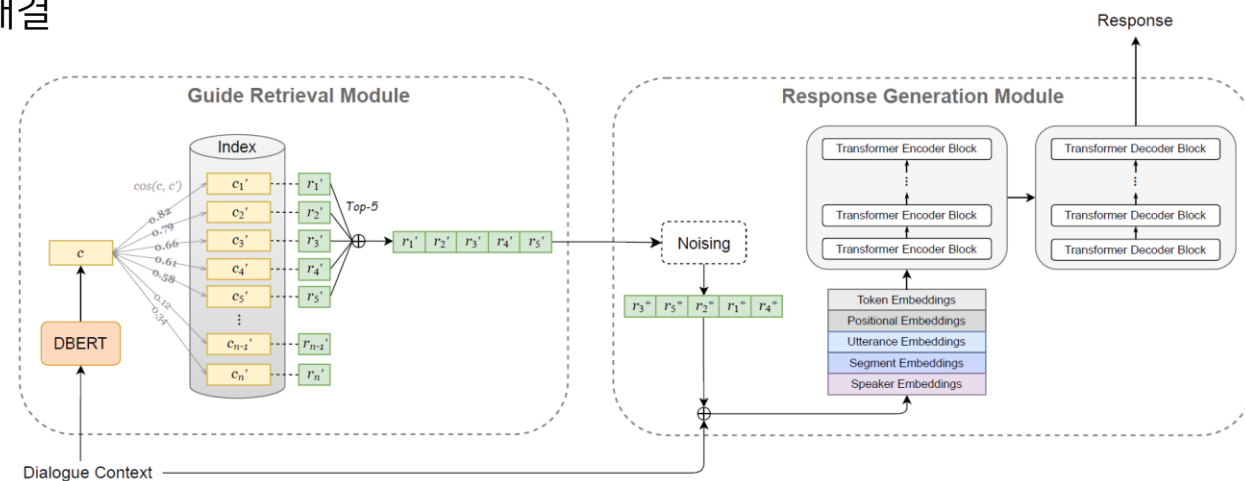 해결
Response
Guide Retrieval Module
Response Generation Module
Index
cos(c, c')
c₁' r₁'
c₂' r₂'
c₃' r₃'
c₄' r₄'
c₅' r₅'
⋮
cₙ₋₁' rₙ₋₁'
cₙ' rₙ'
0.82
0.79
0.66
0.61
0.58
0.12
0.34
Top-5
c
DBERT
r₁' r₂' r₃' r₄' r₅'
Noising
r₃* r₅* r₂* r₁* r₄*
Transformer Encoder Block
⋮
Transformer Encoder Block
Transformer Encoder Block
Transformer Decoder Block
⋮
Transformer Decoder Block
Transformer Decoder Block
Token Embeddings
Positional Embeddings
Utterance Embeddings
Segment Embeddings
Speaker Embeddings
Dialogue Context